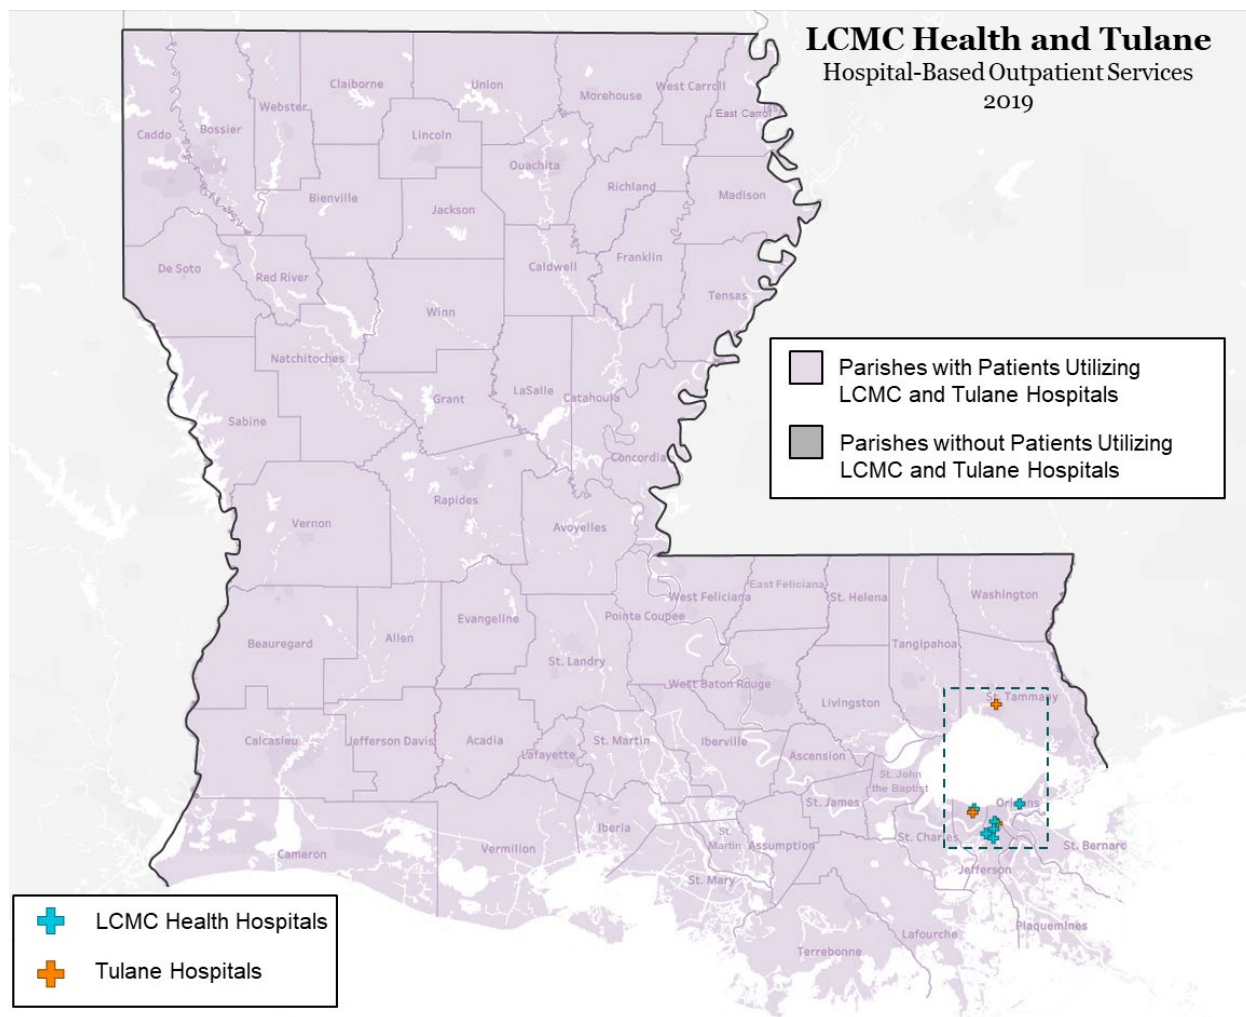 LCMC Health and Tulane
Hospital-Based Outpatient Services
2019
Claiborne
Union
Morehouse
West Carroll
Webster
East Carrol
Caddo
Bossier
Lincoln
Ouachita
Richland
Madison
Bienville
Jackson
De Soto
Red River
Caldwell
Franklin
Tensas
Winn
Natchitoches
LaSalle
Catahoula
Grant
Sabine
Concordia
Rapides
Vernon
Avoyelles
Parishes with Patients Utilizing
LCMC and Tulane Hospitals
Parishes without Patients Utilizing
LCMC and Tulane Hospitals
West Feliciana
East Feliciana
St. Helena
Washington
Pointe Coupee
Evangeline
Beauregard
Allen
Tangipahoa
St. Landry
West Baton Rouge
Livingston
St. Tammany
Calcasieu
Jefferson Davis
Acadia
Lafayette
St. Martin
Iberville
Ascension
St. John
the Baptist
St. James
Orleans
Iberia
St. Charles
St.
Martin
Assumption
St. Bernard
Vermilion
Cameron
St. Mary
Jefferson
Lafourche
Plaquemines
Terrebonne
LCMC Health Hospitals
Tulane Hospitals